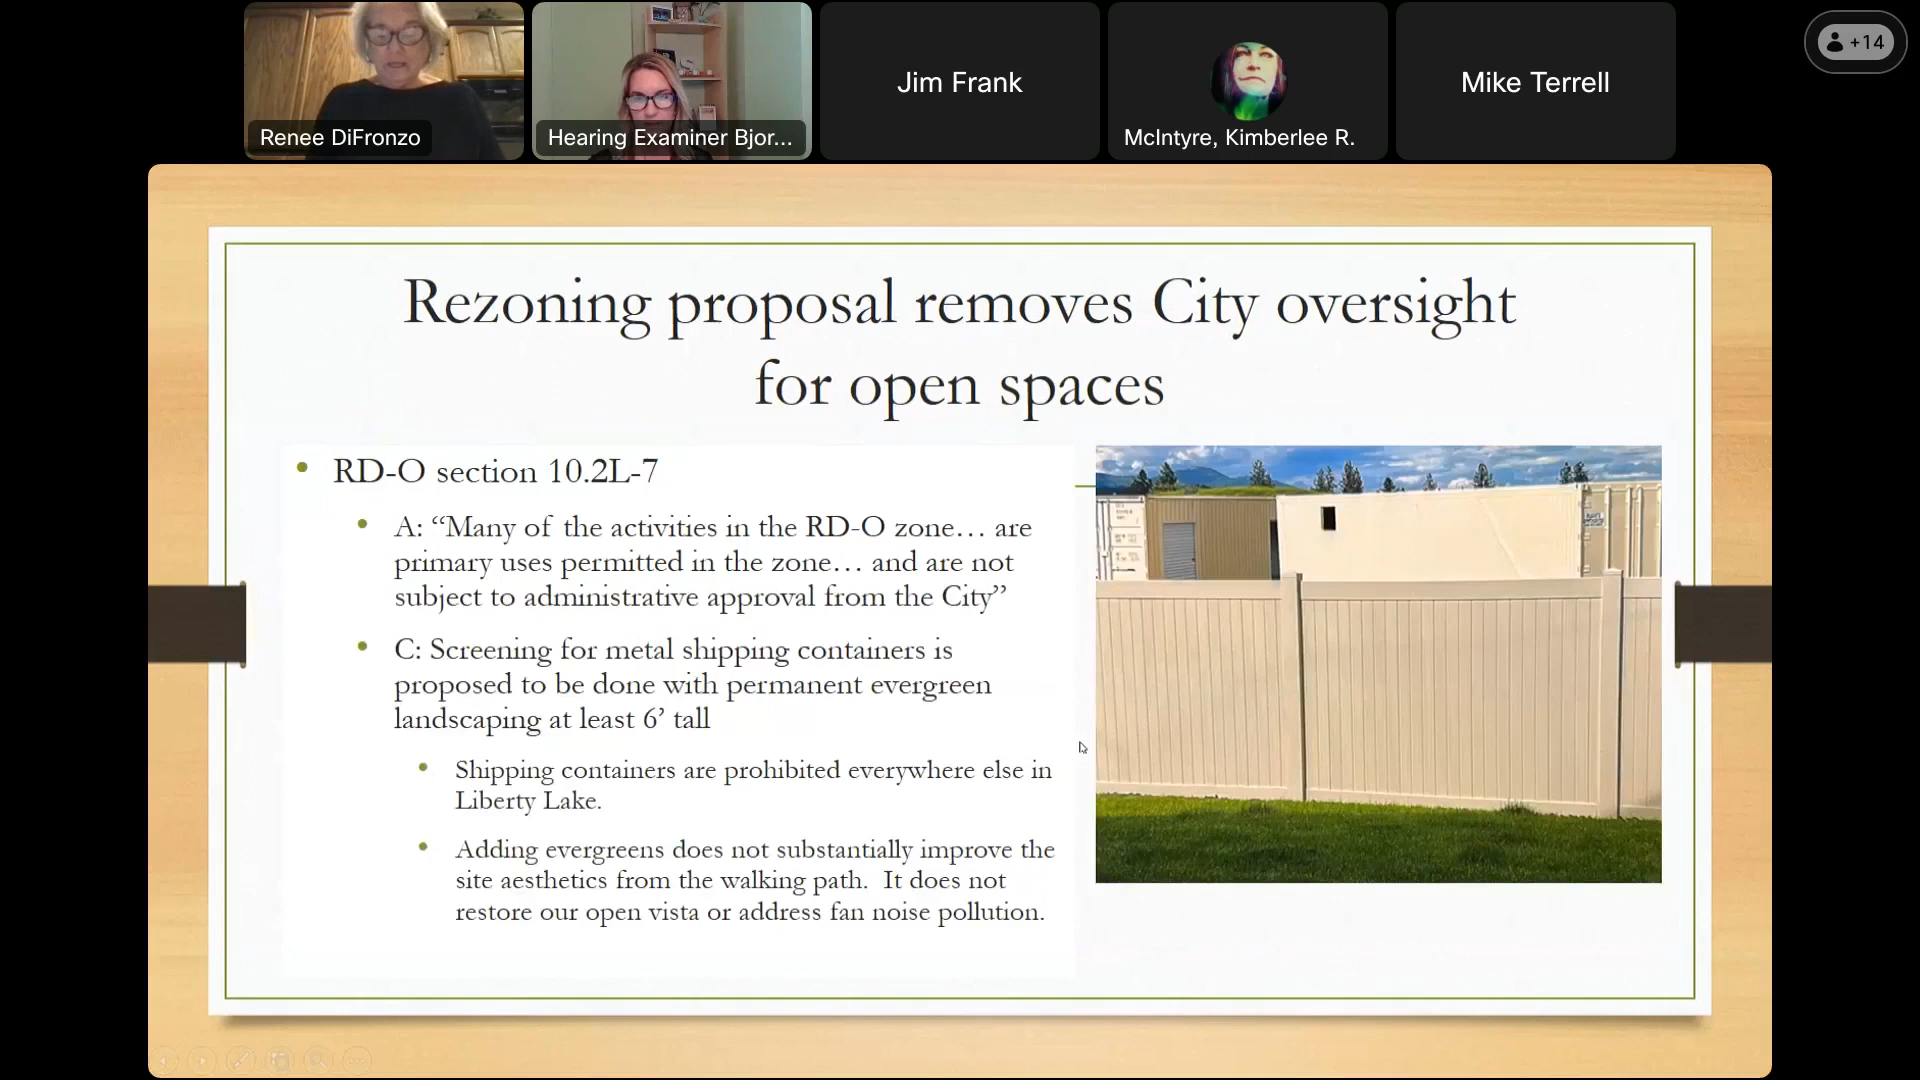 +14
Jim Frank
Mike Terrell
Renee DiFronzo
Hearing Examiner Bjor...
McIntyre, Kimberlee R.
Rezoning proposal removes City oversight
for open spaces
• RD-O section 10.2L-7
• A: “Many of the activities in the RD-O zone… are
primary uses permitted in the zone… and are not
subject to administrative approval from the City”
• C: Screening for metal shipping containers is
proposed to be done with permanent evergreen
landscaping at least 6’ tall
• Shipping containers are prohibited everywhere else in
Liberty Lake.
• Adding evergreens does not substantially improve the
site aesthetics from the walking path. It does not
restore our open vista or address fan noise pollution.